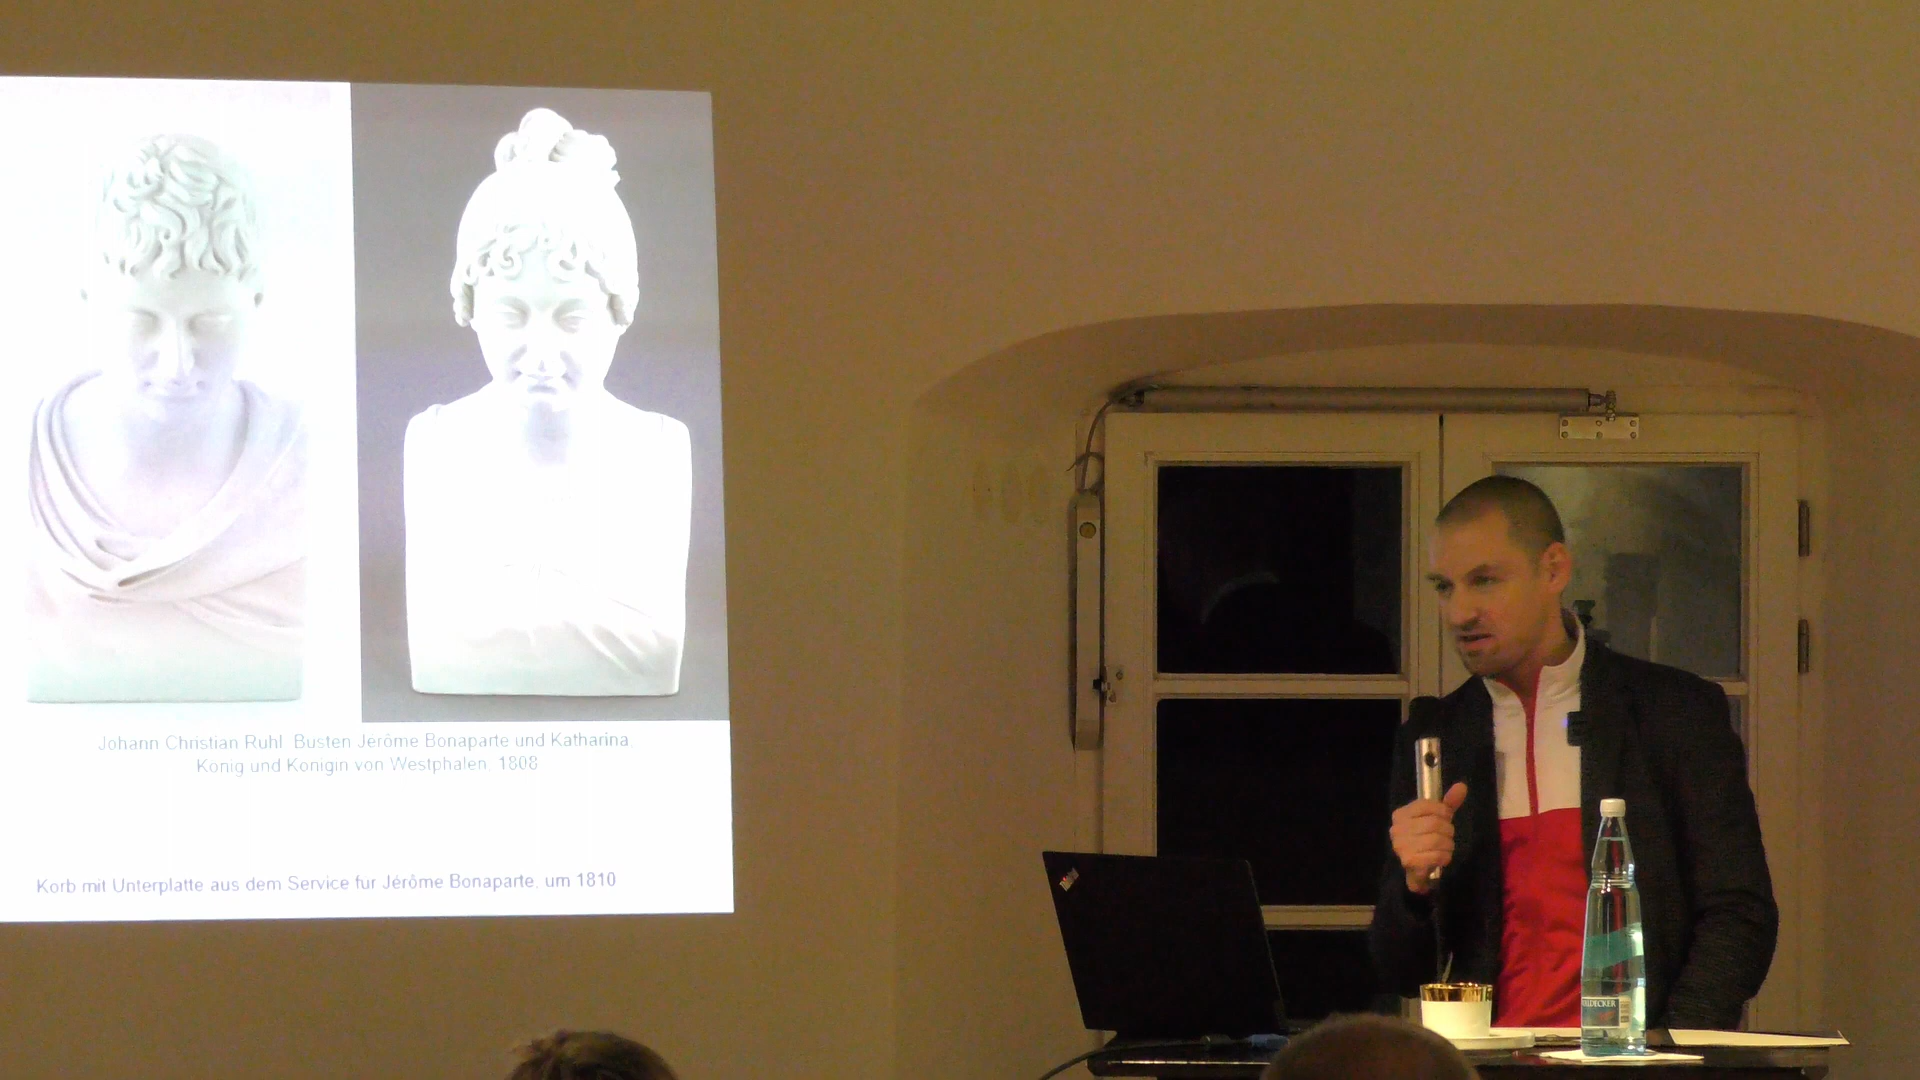 Johann Christian Ruhl Busten Jerôme Bonaparte und Katharina,
König und Königin von Westphalen, 1808
Korb mit Unterplatte aus dem Service für Jérôme Bonaparte, um 1810